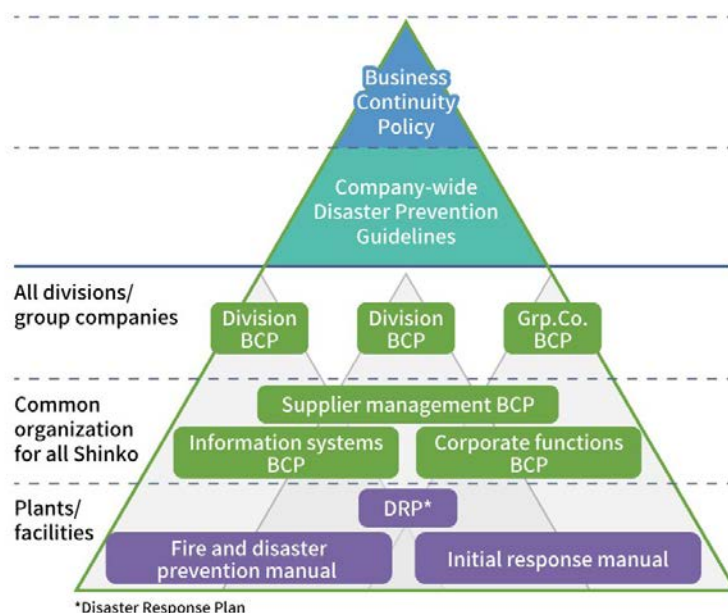 Business
Continuity
Policy
Company-wide
Disaster Prevention
Guidelines
All divisions/
group companies
Division
BCP
Division
BCP
Grp.Co.
BCP
Common
organization
for all Shinko
Supplier management BCP
Information systems
BCP
Corporate functions
BCP
Plants/
facilities
DRP*
Fire and disaster
prevention manual
Initial response manual
*Disaster Response Plan